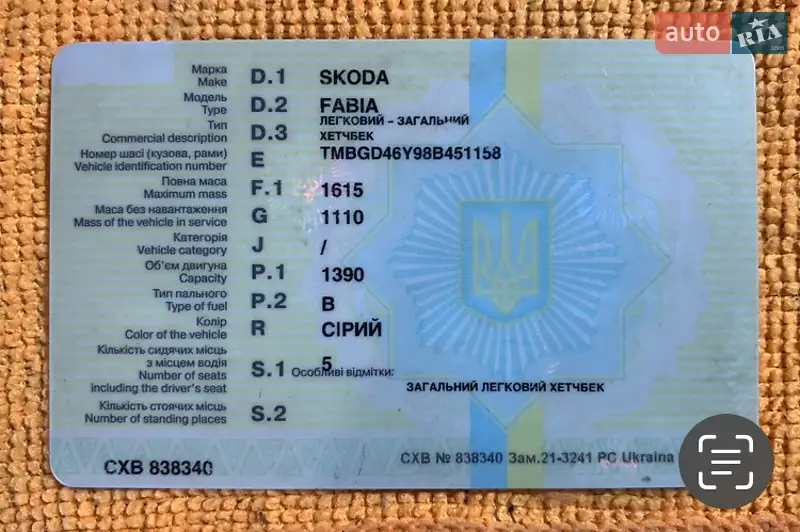 auto RIA .com
Марка D.1 SKODA
Make
Модель D.2 FABIA
Type
ЛЕГКОВИЙ – ЗАГАЛЬНИЙ
Тип D.3 ХЕТЧБЕК
Commercial description
Номер шасі (кузова, рами) E TMBGD46Y98B451158
Vehicle identification number
Повна маса F.1 1615
Maximum mass
Маса без навантаження G 1110
Mass of the vehicle in service
Категорія J /
Vehicle category
Об'єм двигуна P.1 1390
Capacity
Тип пального P.2 B
Type of fuel
Колір R СІРИЙ
Color of the vehicle
Кількість сидячих місць
з місцем водія S.1 5
Number of seats Особливі відмітки:
including the driver's seat ЗАГАЛЬНИЙ ЛЕГКОВИЙ ХЕТЧБЕК
Кількість стоячих місць S.2
Number of standing places
СХВ 838340 СХВ № 838340 Зам.21-3241 PC Ukraina